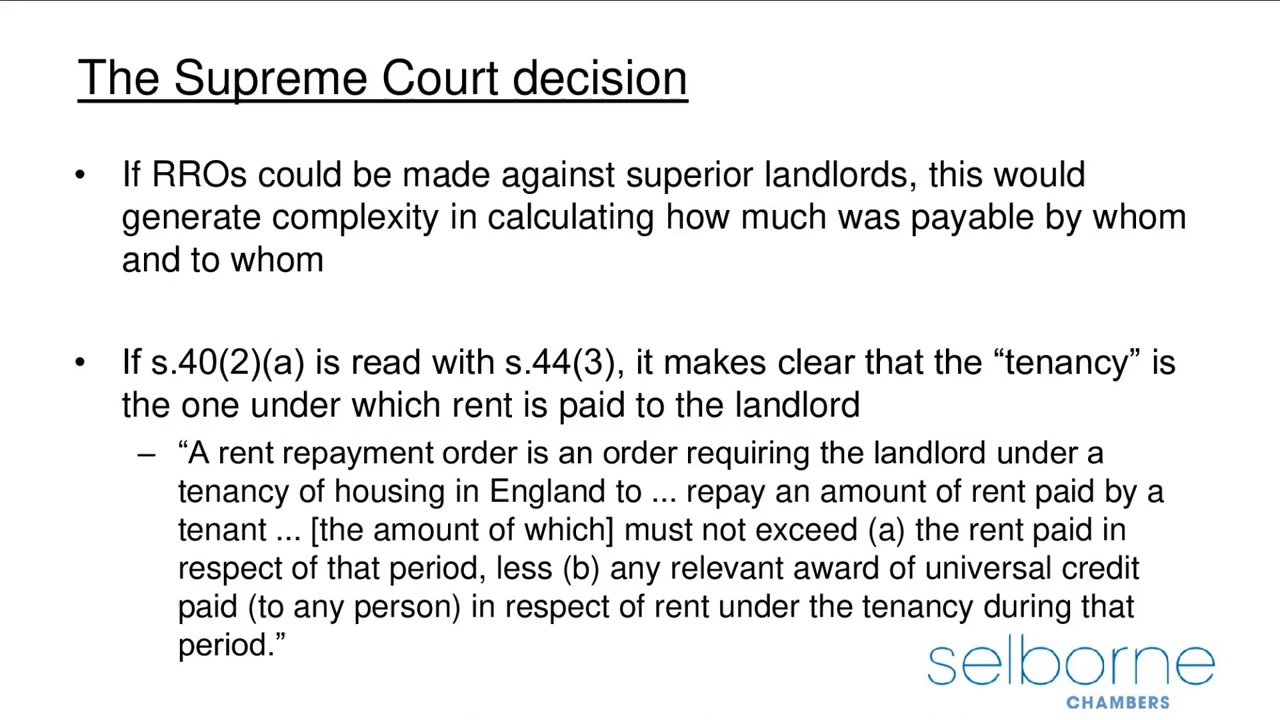 The Supreme Court decision
• If RROs could be made against superior landlords, this would
generate complexity in calculating how much was payable by whom
and to whom
• If s.40(2)(a) is read with s.44(3), it makes clear that the “tenancy” is
the one under which rent is paid to the landlord
– “A rent repayment order is an order requiring the landlord under a
tenancy of housing in England to ... repay an amount of rent paid by a
tenant ... [the amount of which] must not exceed (a) the rent paid in
respect of that period, less (b) any relevant award of universal credit
paid (to any person) in respect of rent under the tenancy during that
period.”
selborne
CHAMBERS